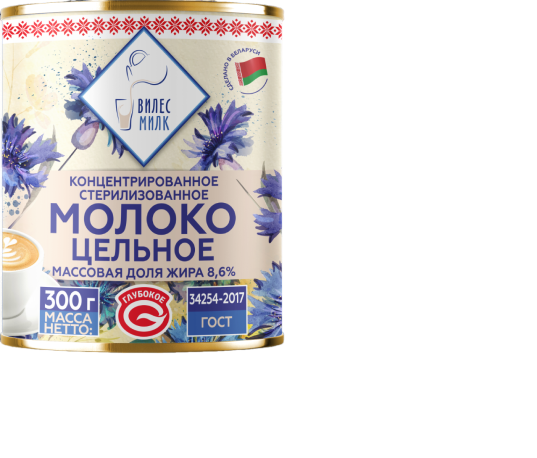 СДЕЛАНО В БЕЛАРУСИ
ВИЛЕС
МИЛК
КОНЦЕНТРИРОВАННОЕ
СТЕРИЛИЗОВАННОЕ
МОЛОКО
ЦЕЛЬНОЕ
МАССОВАЯ ДОЛЯ ЖИРА 8,6%
300 г
МАССА
НЕТТО:
ГЛУБОКОЕ
34254-2017
ГОСТ